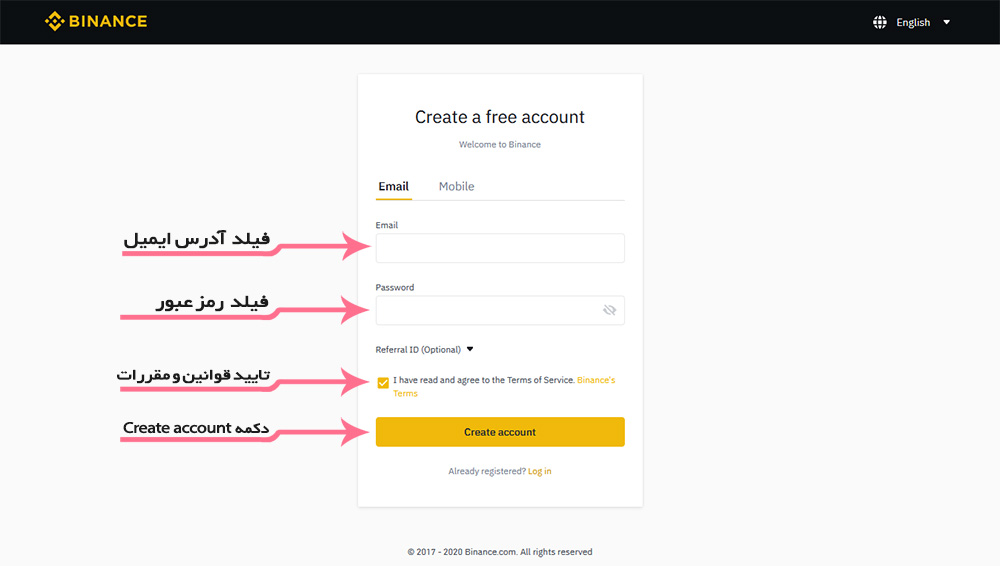 BINANCE
English
Create a free account
Welcome to Binance
Email
Mobile
Email
فیلد آدرس ایمیل
Password
فیلد رمز عبور
Referral ID (Optional)
تایید قوانین و مقررات
I have read and agree to the Terms of Service. Binance's
Terms
دکمه Create account
Create account
Already registered? Log in
© 2017 - 2020 Binance.com. All rights reserved